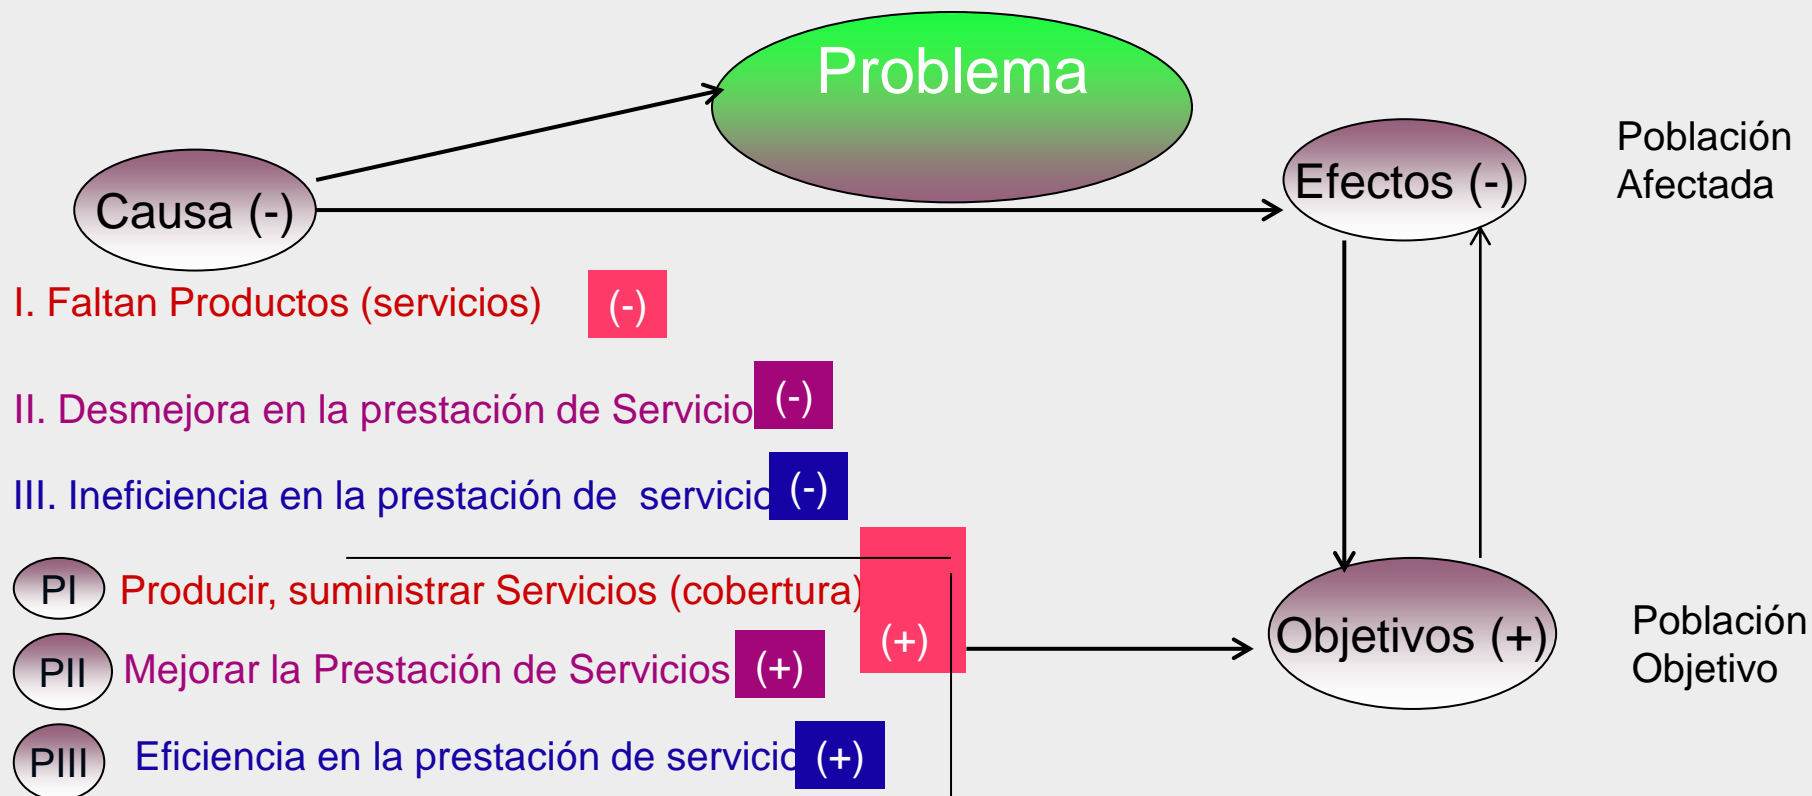 Problema
Población
Afectada
Efectos (-)
Causa (-)
I. Faltan Productos (servicios)
(-)
II. Desmejora en la prestación de Servicio
(-)
III. Ineficiencia en la prestación de servicio
(-)
PI
Producir, suministrar Servicios (cobertura)
(+)
PII
Mejorar la Prestación de Servicios
(+)
PIII
Eficiencia en la prestación de servicio
(+)
Objetivos (+)
Población
Objetivo